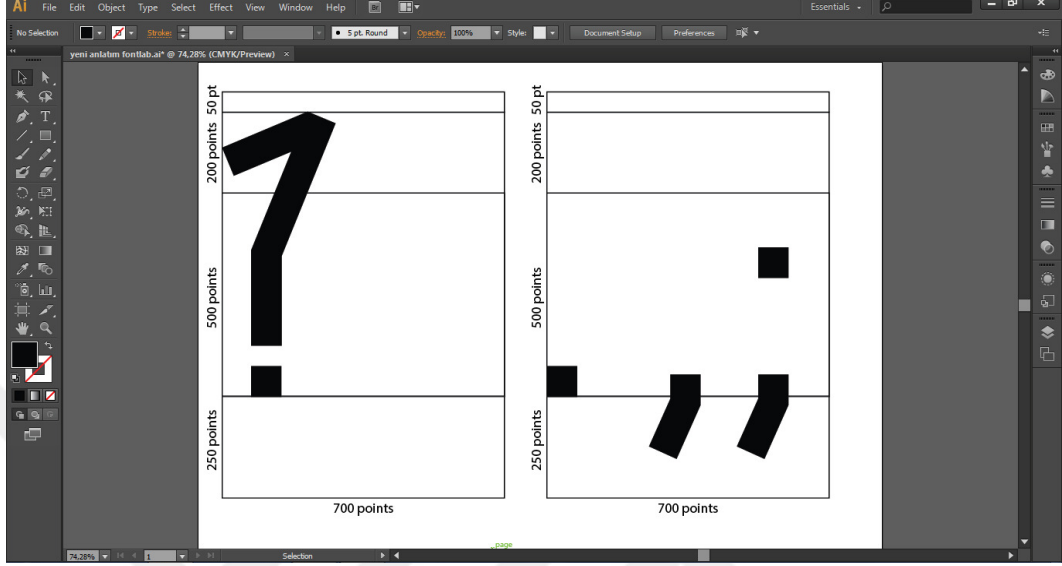 Ai File Edit Object Type Select Effect View Window Help Br Essentials
No Selection Stroke: 5 pt. Round Opacity: 100% Style: Document Setup Preferences
yeni anlatım fontlab.ai* @ 74,28% (CMYK/Preview) ×
50 pt
200 points
500 points
250 points
700 points
?
50 pt
200 points
500 points
250 points
700 points
. , ;
_page
74,28% 1 Selection